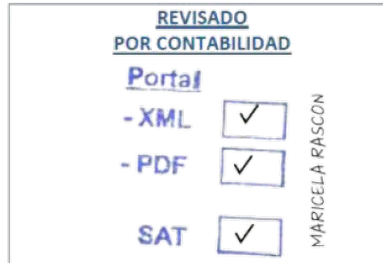 REVISADO
POR CONTABILIDAD
Portal
- XML ✓
- PDF ✓
SAT ✓
MARICELA RASCON